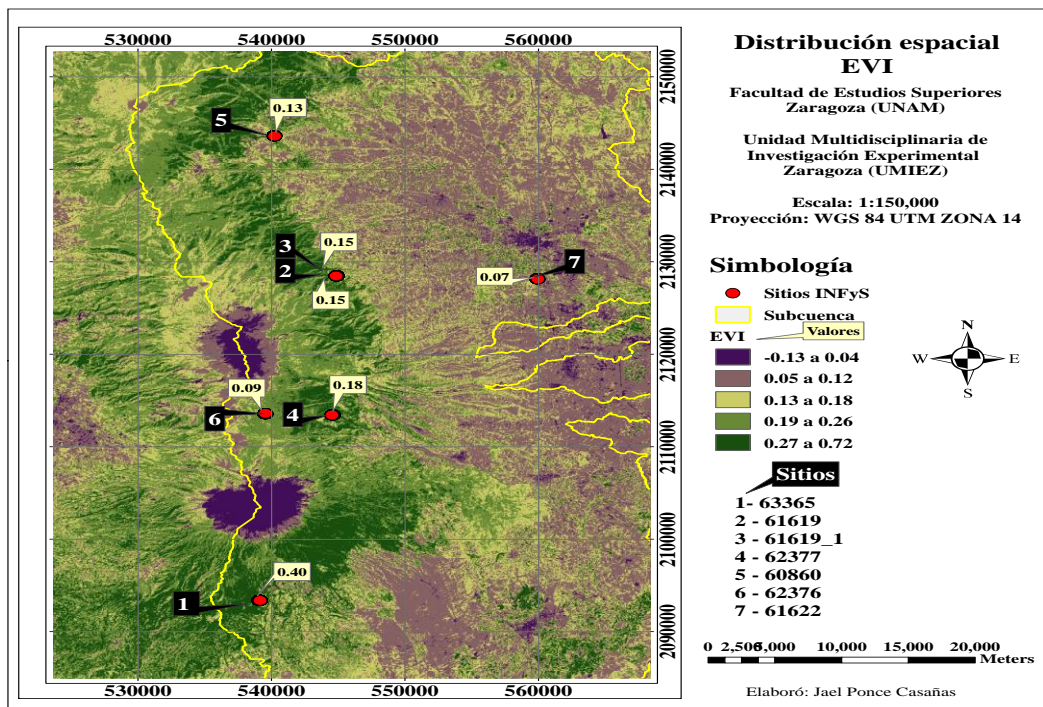 530000 540000 550000 560000
Distribución espacial
EVI
Facultad de Estudios Superiores
Zaragoza (UNAM)
Unidad Multidisciplinaria de
Investigación Experimental
Zaragoza (UMIEZ)
Escala: 1:150,000
Proyección: WGS 84 UTM ZONA 14
2150000
2140000
2130000
2120000
2110000
2100000
2090000
0.13
5
3
0.15
2
0.15
7
0.07
0.09
0.18
6
4
0.40
1
530000 540000 550000 560000
Simbología
Sitios INFyS
Subcuenca
EVI
Valores
-0.13 a 0.04
0.05 a 0.12
0.13 a 0.18
0.19 a 0.26
0.27 a 0.72
N
W E
S
Sitios
1- 63365
2 - 61619
3 - 61619_1
4 - 62377
5 - 60860
6 - 62376
7 - 61622
0 2,500 5,000 10,000 15,000 20,000
Meters
Elaboró: Jael Ponce Casañas